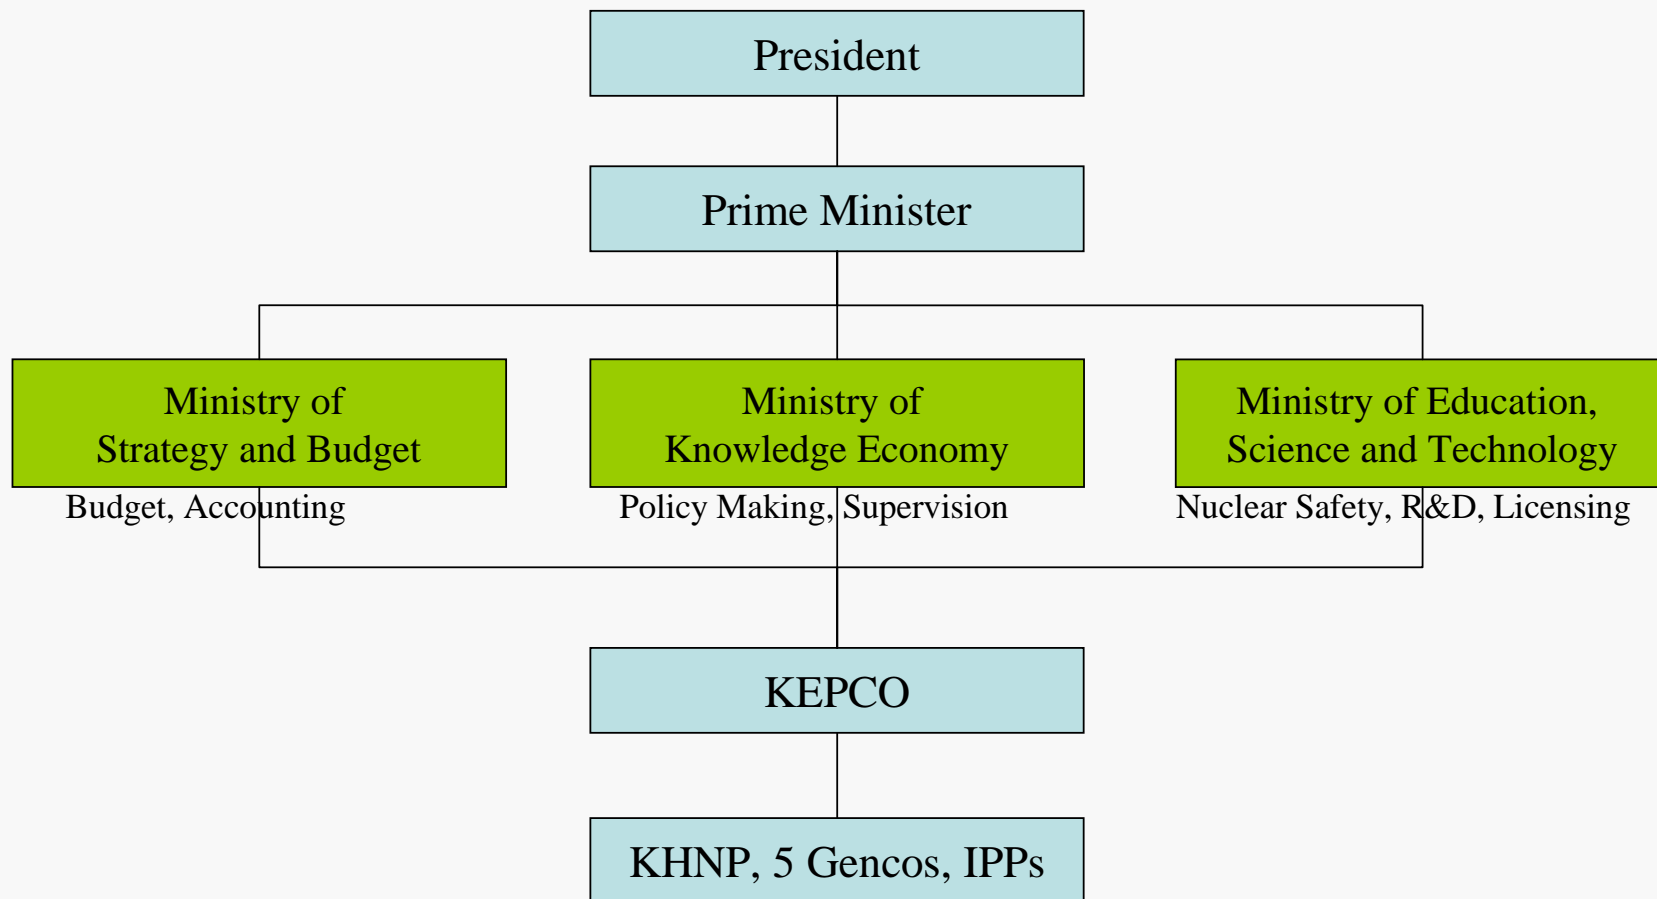 President
Prime Minister
Ministry of
Strategy and Budget
Budget, Accounting
Ministry of
Knowledge Economy
Policy Making, Supervision
Ministry of Education,
Science and Technology
Nuclear Safety, R&D, Licensing
KEPCO
KHNP, 5 Gencos, IPPs